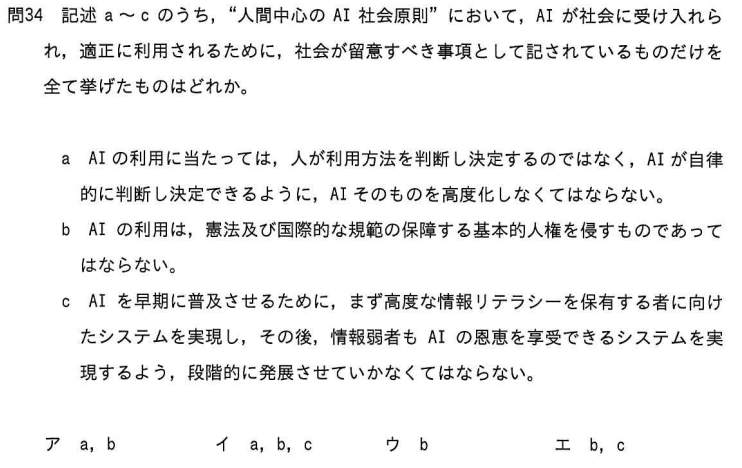 問34　記述 a～c のうち，“人間中心の AI 社会原則”において，AI が社会に受け入れら
れ，適正に利用されるために，社会が留意すべき事項として記されているものだけを
全て挙げたものはどれか。
a　AI の利用に当たっては，人が利用方法を判断し決定するのではなく，AI が自律
的に判断し決定できるように，AI そのものを高度化しなくてはならない。
b　AI の利用は，憲法及び国際的な規範の保障する基本的人権を侵すものであって
はならない。
c　AI を早期に普及させるために，まず高度な情報リテラシーを保有する者に向け
たシステムを実現し，その後，情報弱者も AI の恩恵を享受できるシステムを実
現するよう，段階的に発展させていかなくてはならない。
ア　a，b　　イ　a，b，c　　ウ　b　　エ　b，c